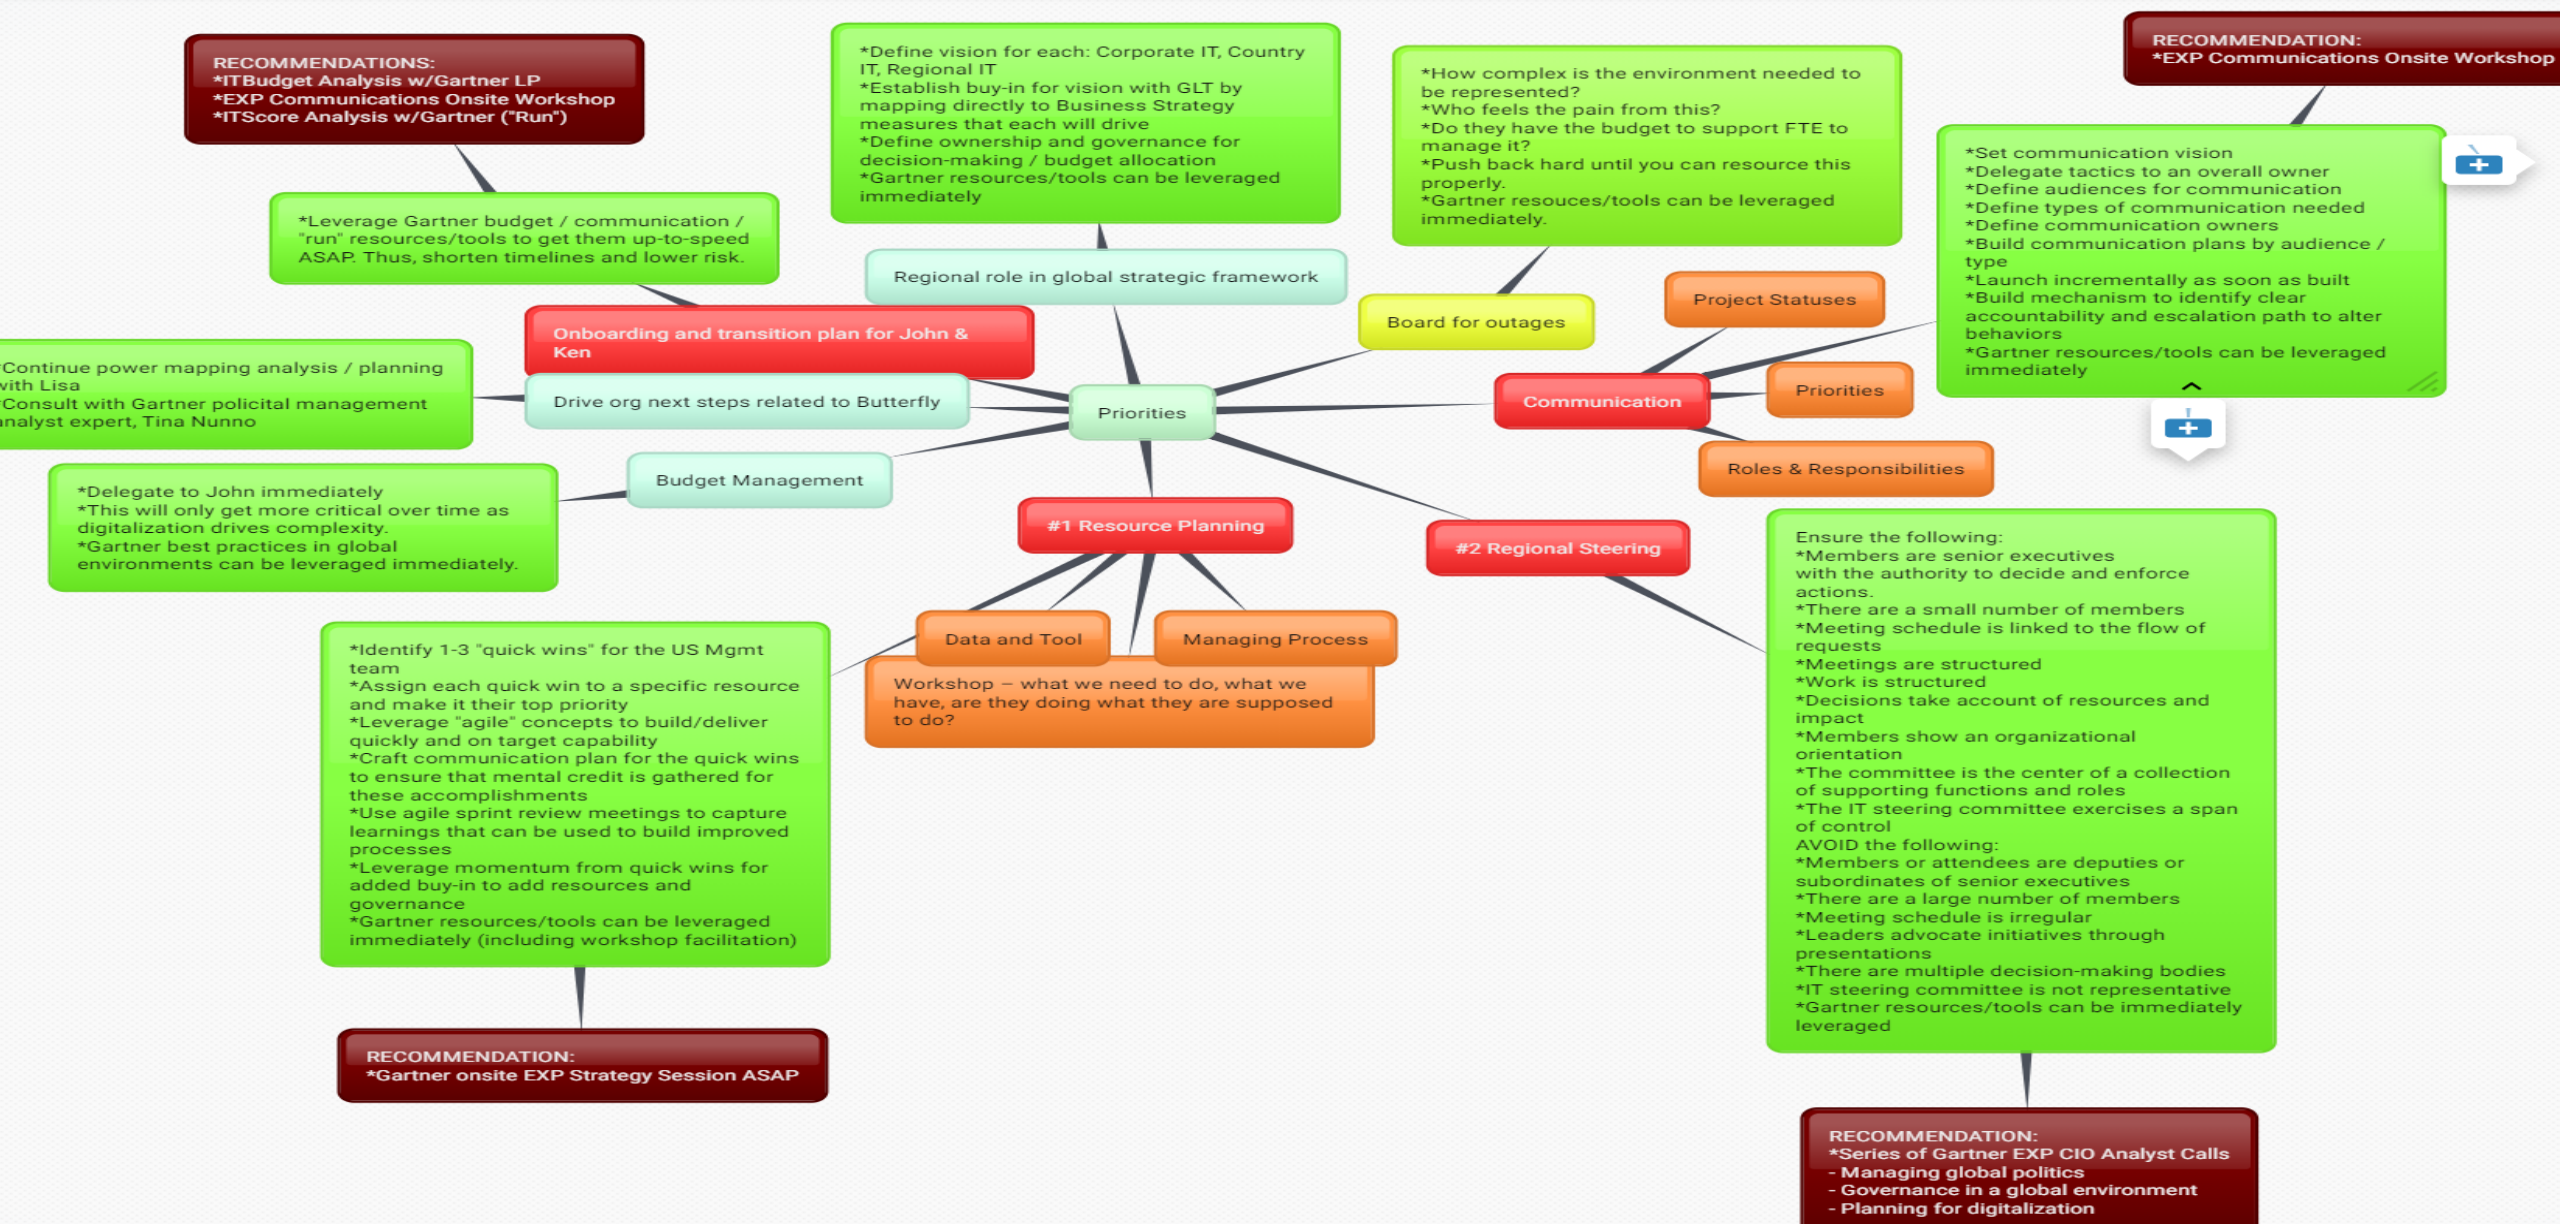 RECOMMENDATIONS:
*ITBudget Analysis w/Gartner LP
*EXP Communications Onsite Workshop
*ITScore Analysis w/Gartner ("Run")
*Leverage Gartner budget / communication /
"run" resources/tools to get them up-to-speed
ASAP. Thus, shorten timelines and lower risk.
Onboarding and transition plan for John &
Ken
*Define vision for each: Corporate IT, Country
IT, Regional IT
*Establish buy-in for vision with GLT by
mapping directly to Business Strategy
measures that each will drive
*Define ownership and governance for
decision-making / budget allocation
*Gartner resources/tools can be leveraged
immediately
Regional role in global strategic framework
*How complex is the environment needed to
be represented?
*Who feels the pain from this?
*Do they have the budget to support FTE to
manage it?
*Push back hard until you can resource this
properly.
*Gartner resouces/tools can be leveraged
immediately.
Board for outages
RECOMMENDATION:
*EXP Communications Onsite Workshop
*Set communication vision
*Delegate tactics to an overall owner
*Define audiences for communication
*Define types of communication needed
*Define communication owners
*Build communication plans by audience /
type
*Launch incrementally as soon as built
*Build mechanism to identify clear
accountability and escalation path to alter
behaviors
*Gartner resources/tools can be leveraged
immediately
Project Statuses
Priorities
Communication
Roles & Responsibilities
Priorities
*Continue power mapping analysis / planning
with Lisa
*Consult with Gartner policital management
analyst expert, Tina Nunno
Drive org next steps related to Butterfly
Budget Management
*Delegate to John immediately
*This will only get more critical over time as
digitalization drives complexity.
*Gartner best practices in global
environments can be leveraged immediately.
#1 Resource Planning
Data and Tool
Managing Process
Workshop – what we need to do, what we
have, are they doing what they are supposed
to do?
*Identify 1-3 "quick wins" for the US Mgmt
team
*Assign each quick win to a specific resource
and make it their top priority
*Leverage "agile" concepts to build/deliver
quickly and on target capability
*Craft communication plan for the quick wins
to ensure that mental credit is gathered for
these accomplishments
*Use agile sprint review meetings to capture
learnings that can be used to build improved
processes
*Leverage momentum from quick wins for
added buy-in to add resources and
governance
*Gartner resources/tools can be leveraged
immediately (including workshop facilitation)
RECOMMENDATION:
*Gartner onsite EXP Strategy Session ASAP
#2 Regional Steering
Ensure the following:
*Members are senior executives
with the authority to decide and enforce
actions.
*There are a small number of members
*Meeting schedule is linked to the flow of
requests
*Meetings are structured
*Work is structured
*Decisions take account of resources and
impact
*Members show an organizational
orientation
*The committee is the center of a collection
of supporting functions and roles
*The IT steering committee exercises a span
of control
AVOID the following:
*Members or attendees are deputies or
subordinates of senior executives
*There are a large number of members
*Meeting schedule is irregular
*Leaders advocate initiatives through
presentations
*There are multiple decision-making bodies
*IT steering committee is not representative
*Gartner resources/tools can be immediately
leveraged
RECOMMENDATION:
*Series of Gartner EXP CIO Analyst Calls
- Managing global politics
- Governance in a global environment
- Planning for digitalization